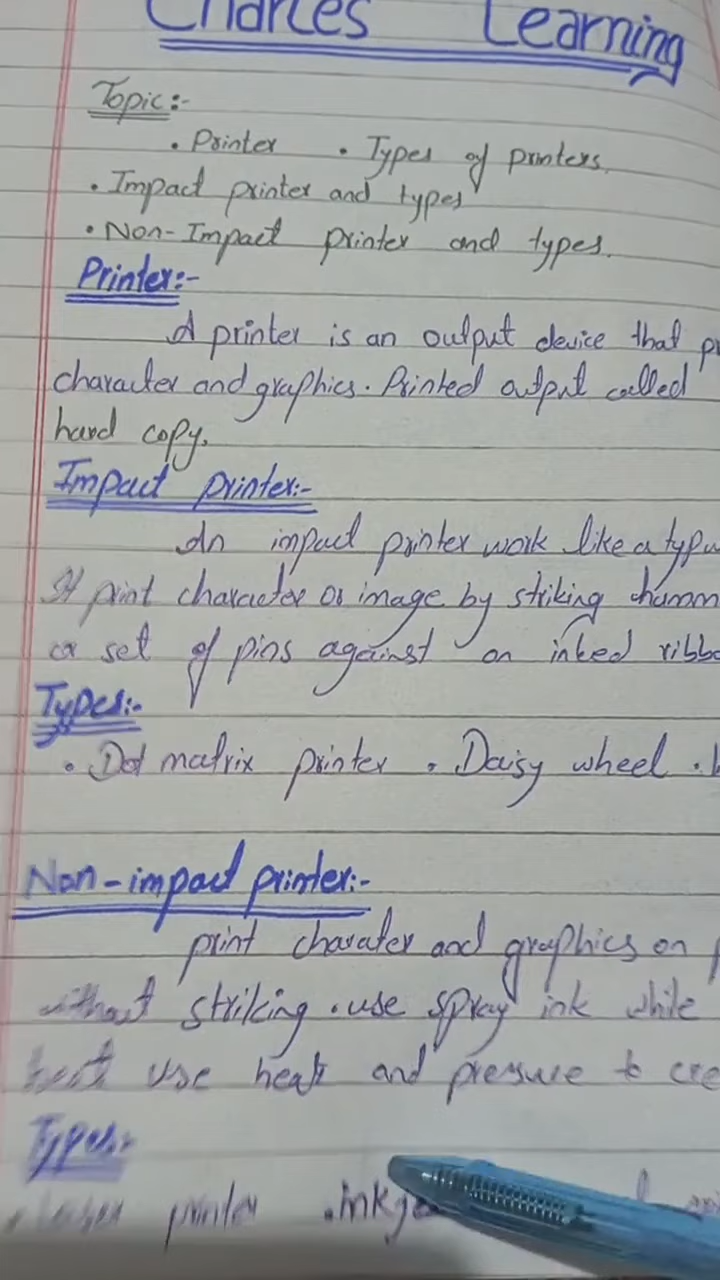 Charles Learning
Topic:-
• Printer • Types of printers.
• Impact printer and types
• Non-Impact printer and types.
Printer:-
A printer is an output device that
character and graphics. Printed output called
hard copy.
Impact printer:-
An impact printer work like a
It print character or image by striking
or set of pins against an inked
Types:-
• Dot matrix printer • Daisy wheel •
Non-impact printer:-
print charater and graphics on
without striking • use spray ink while
use heat and pressure to
Types:-
printer